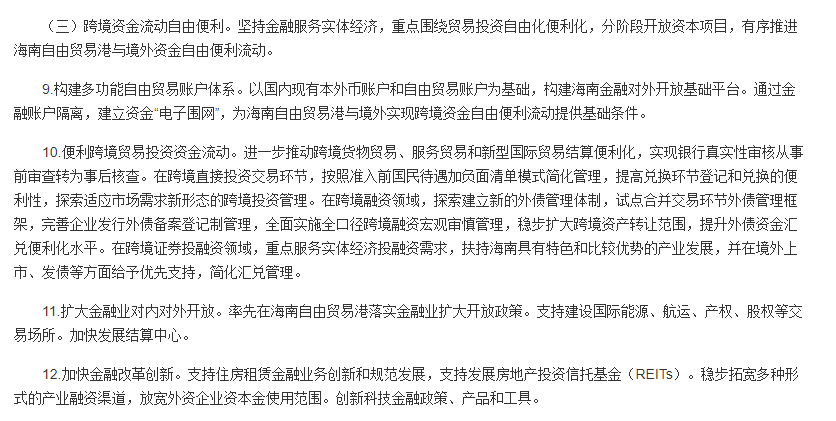 （三）跨境资金流动自由便利。坚持金融服务实体经济，重点围绕贸易投资自由化便利化，分阶段开放资本项目，有序推进
海南自由贸易港与境外资金自由便利流动。
9.构建多功能自由贸易账户体系。以国内现有本外币账户和自由贸易账户为基础，构建海南金融对外开放基础平台。通过金
融账户隔离，建立资金“电子围网”，为海南自由贸易港与境外实现跨境资金自由便利流动提供基础条件。
10.便利跨境贸易投资资金流动。进一步推动跨境货物贸易、服务贸易和新型国际贸易结算便利化，实现银行真实性审核从事
前审查转为事后核查。在跨境直接投资交易环节，按照准入前国民待遇加负面清单模式简化管理，提高兑换环节登记和兑换的便
利性，探索适应市场需求新形态的跨境投资管理。在跨境融资领域，探索建立新的外债管理体制，试点合并交易环节外债管理框
架，完善企业发行外债备案登记制管理，全面实施全口径跨境融资宏观审慎管理，稳步扩大跨境资产转让范围，提升外债资金汇
兑便利化水平。在跨境证券投融资领域，重点服务实体经济投融资需求，扶持海南具有特色和比较优势的产业发展，并在境外上
市、发债等方面给予优先支持，简化汇兑管理。
11.扩大金融业对内对外开放。率先在海南自由贸易港落实金融业扩大开放政策。支持建设国际能源、航运、产权、股权等交
易场所。加快发展结算中心。
12.加快金融改革创新。支持住房租赁金融业务创新和规范发展，支持发展房地产投资信托基金（REITs）。稳步拓宽多种形
式的产业融资渠道，放宽外资企业资本金使用范围。创新科技金融政策、产品和工具。